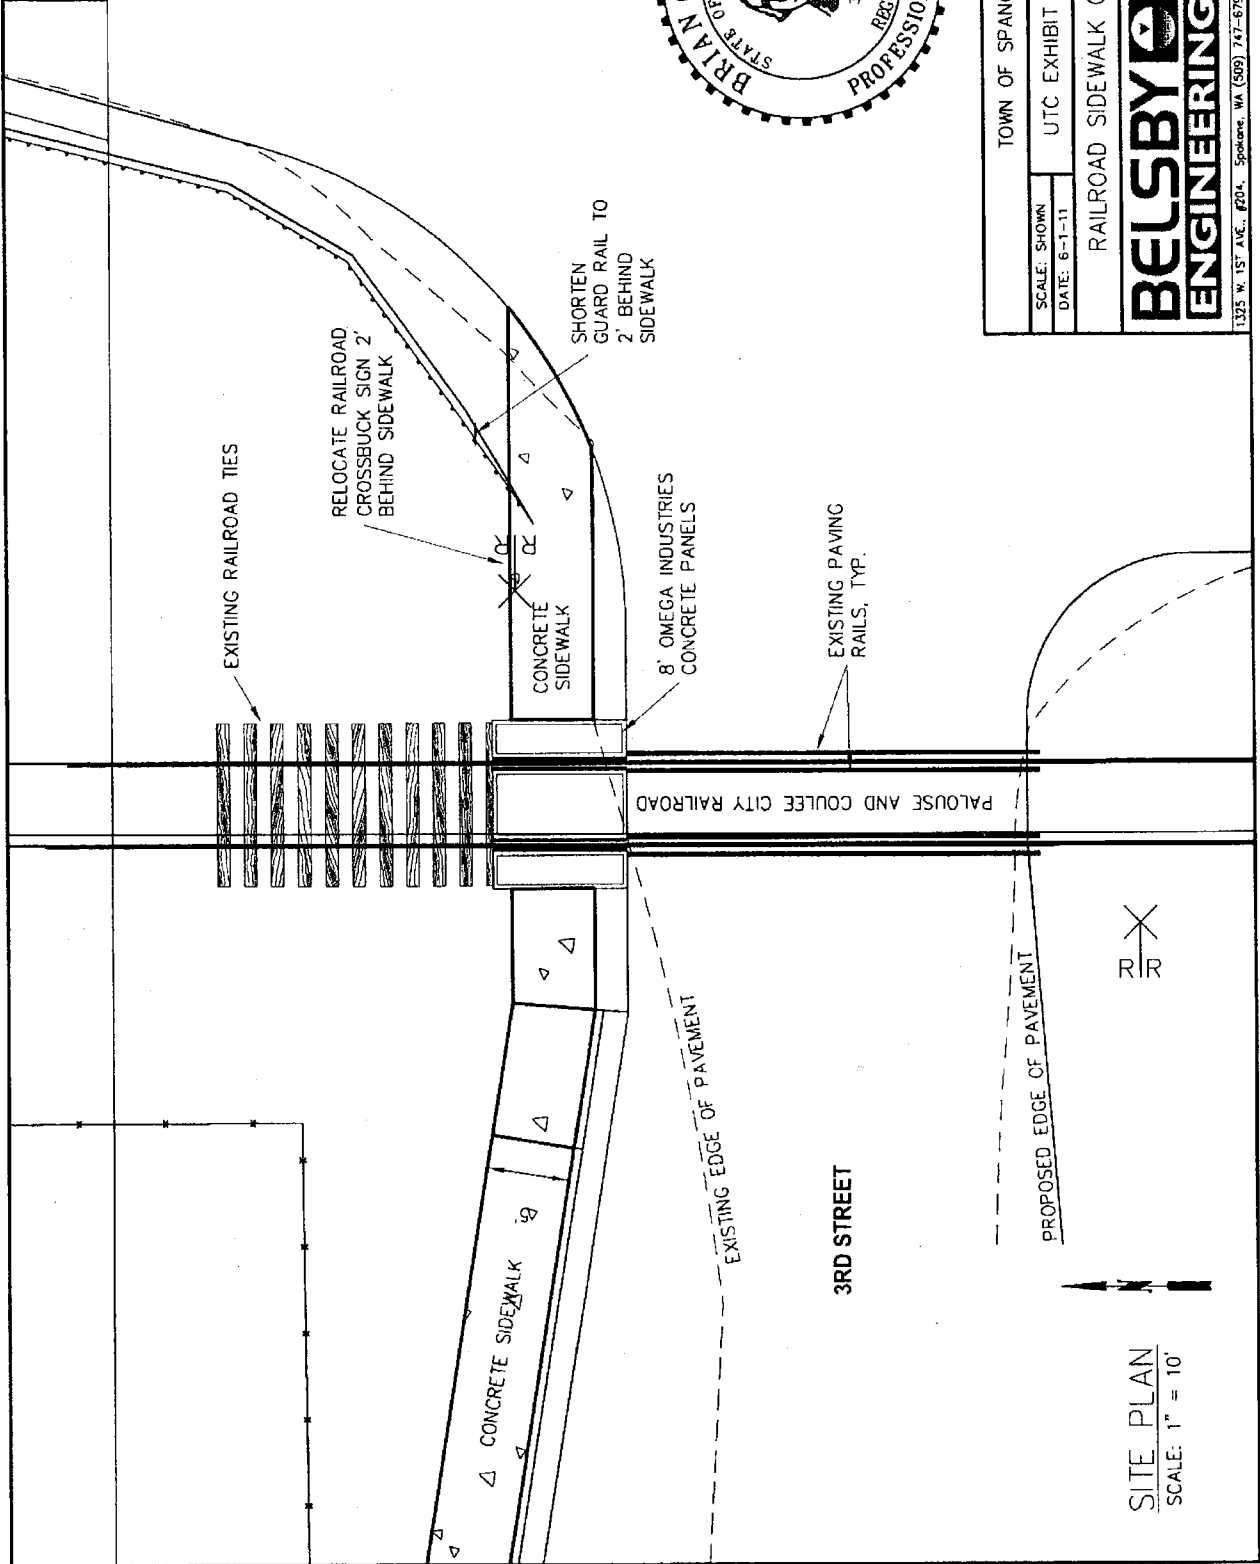 EXISTING RAILROAD TIES
RELOCATE RAILROAD
CROSSBUCK SIGN 2'
BEHIND SIDEWALK
SHORTEN
GUARD RAIL TO
2' BEHIND
SIDEWALK
CONCRETE
SIDEWALK
8' OMEGA INDUSTRIES
CONCRETE PANELS
EXISTING PAVING
RAILS, TYP.
PALOUSE AND COULEE CITY RAILROAD
R R
CONCRETE SIDEWALK
EXISTING EDGE OF PAVEMENT
3RD STREET
PROPOSED EDGE OF PAVEMENT
R R
N
SITE PLAN
SCALE: 1" = 10'
BRIAN
STATE OF
REG
PROFESSIO
TOWN OF SPANG
SCALE: SHOWN
DATE: 6-1-11
UTC EXHIBIT
RAILROAD SIDEWALK
BELSBY
ENGINEERING
1325 W. 1ST AVE., #204, Spokane, WA (509) 747-679